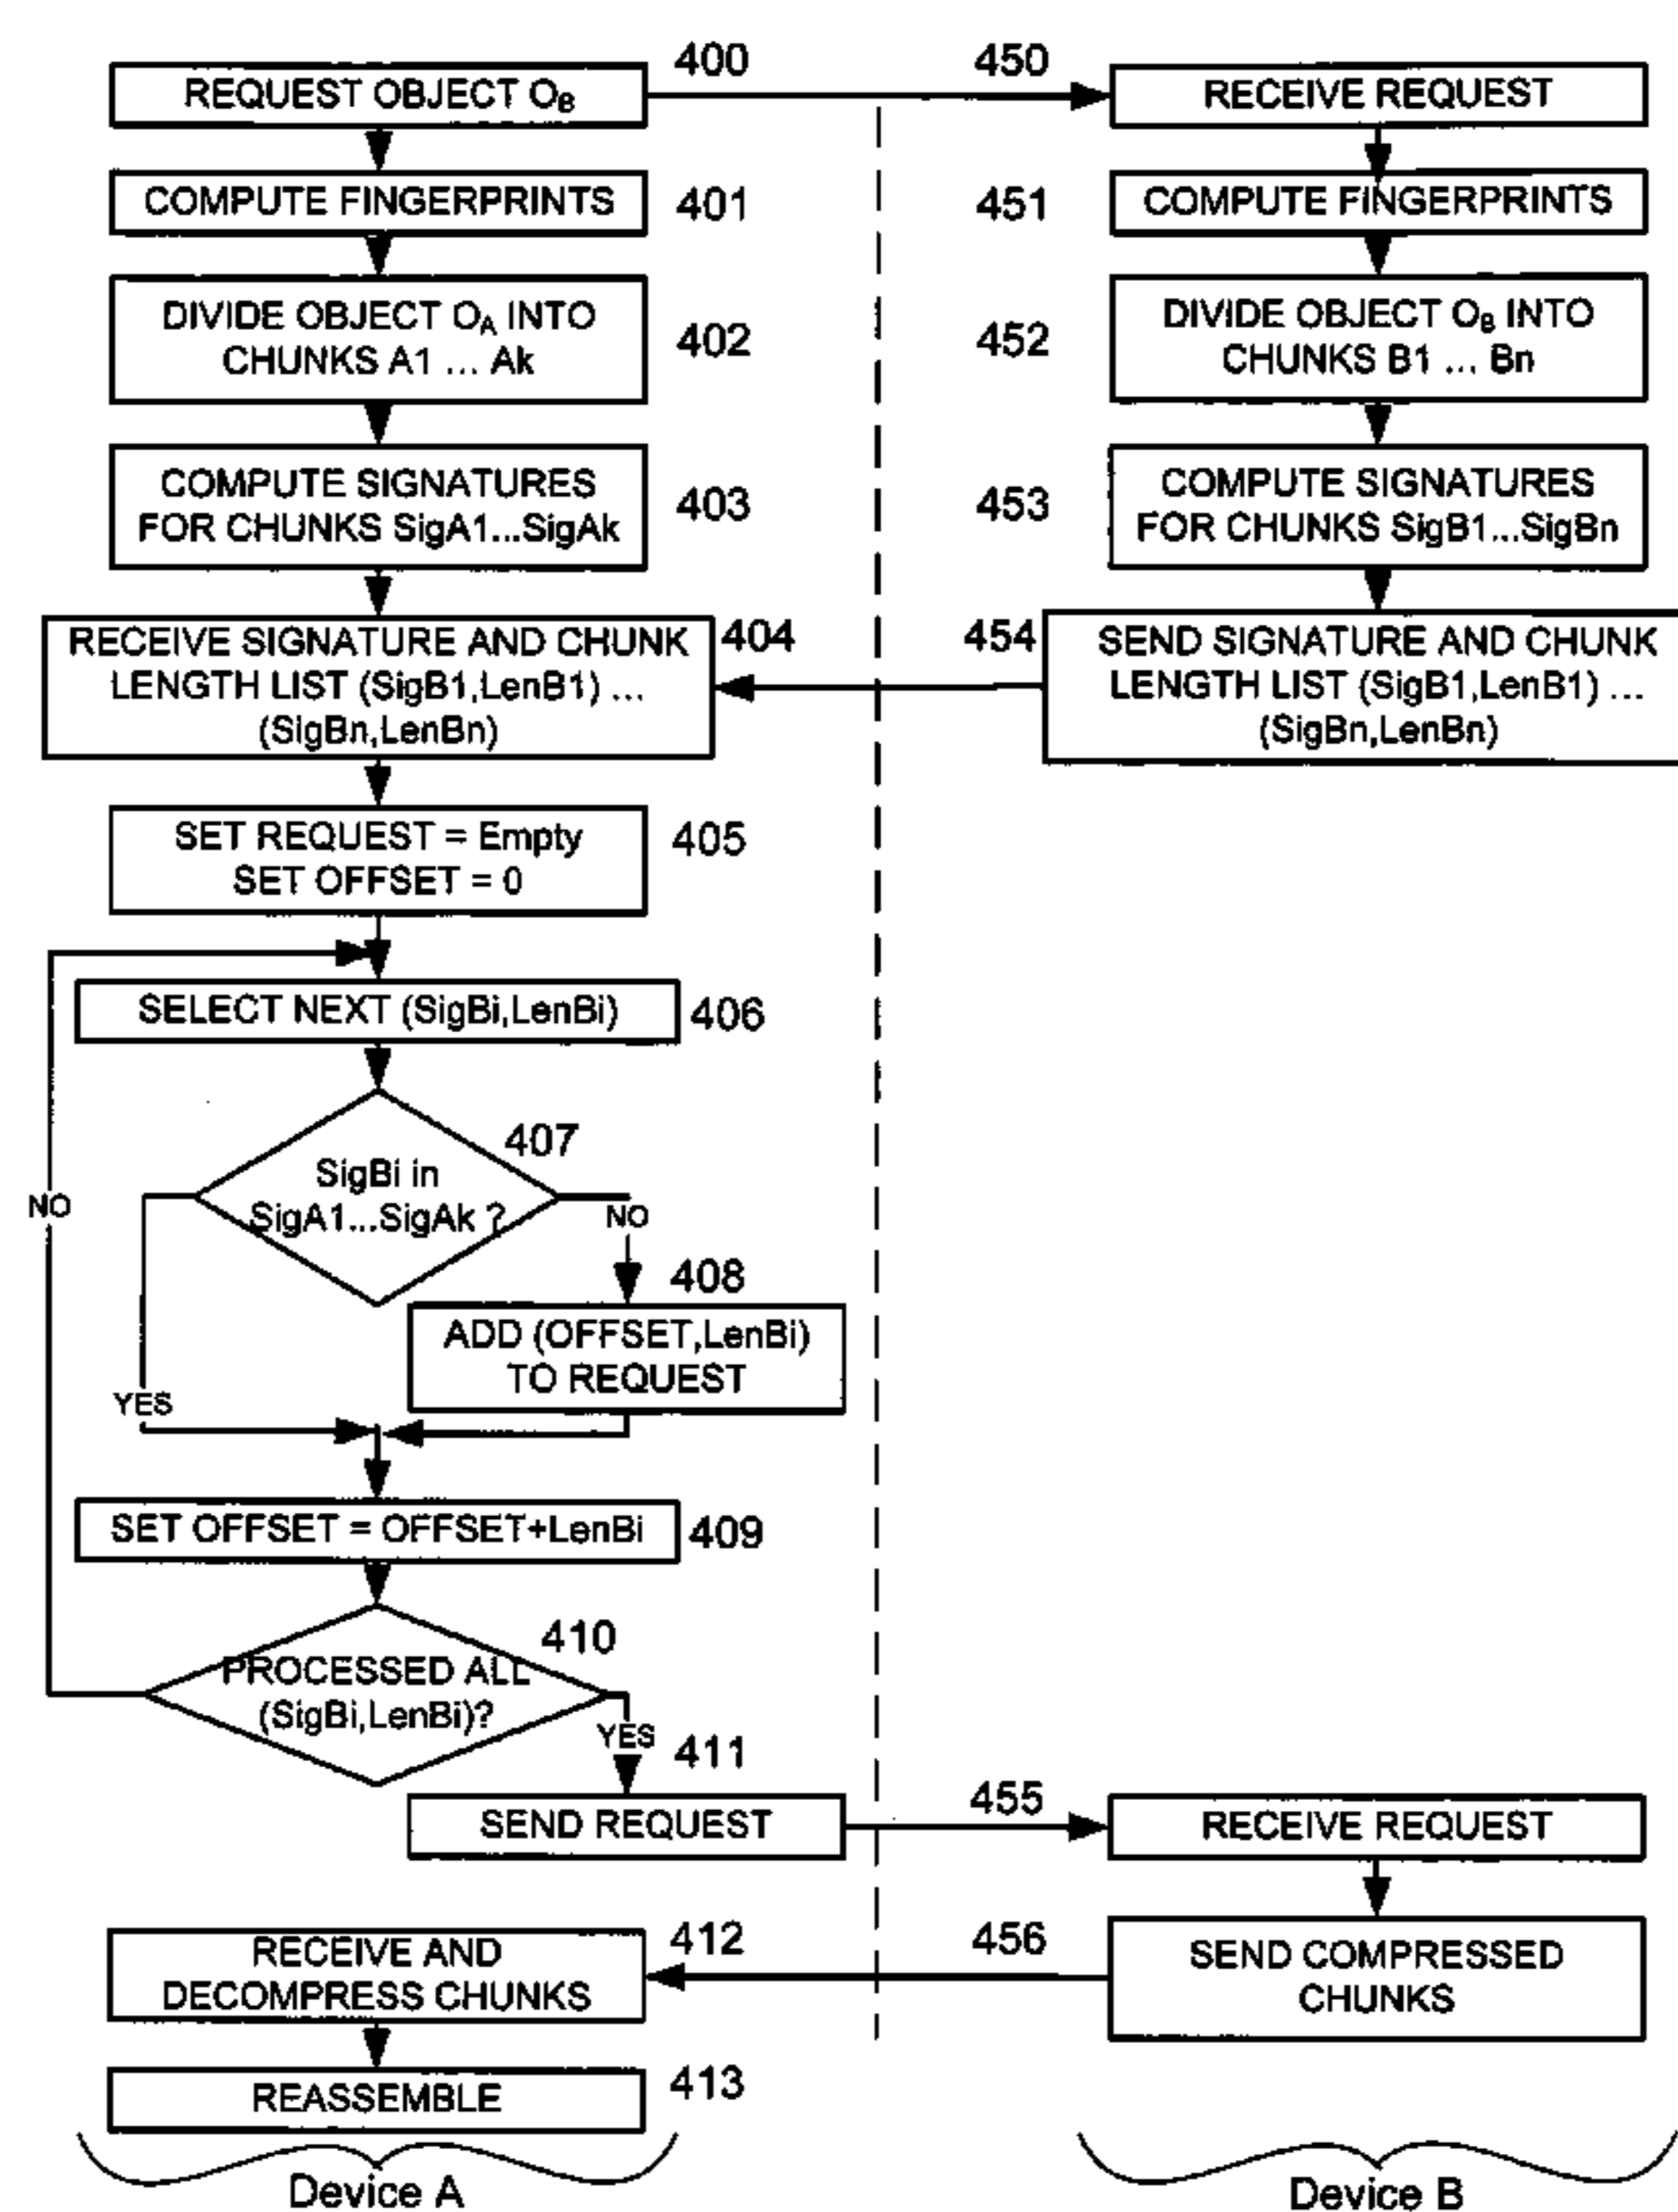 400
450
REQUEST OBJECT OB
RECEIVE REQUEST
COMPUTE FINGERPRINTS
401
451
COMPUTE FINGERPRINTS
DIVIDE OBJECT OA INTO
CHUNKS A1 ... Ak
402
452
DIVIDE OBJECT OB INTO
CHUNKS B1 ... Bn
COMPUTE SIGNATURES
FOR CHUNKS SigA1...SigAk
403
453
COMPUTE SIGNATURES
FOR CHUNKS SigB1...SigBn
RECEIVE SIGNATURE AND CHUNK
LENGTH LIST (SigB1,LenB1) ...
(SigBn,LenBn)
404
454
SEND SIGNATURE AND CHUNK
LENGTH LIST (SigB1,LenB1) ...
(SigBn,LenBn)
SET REQUEST = Empty
SET OFFSET = 0
405
SELECT NEXT (SigBi,LenBi)
406
407
SigBi in
SigA1...SigAk ?
NO
NO
408
ADD (OFFSET,LenBi)
TO REQUEST
YES
SET OFFSET = OFFSET+LenBi
409
410
PROCESSED ALL
(SigBi,LenBi)?
YES
411
SEND REQUEST
455
RECEIVE REQUEST
RECEIVE AND
DECOMPRESS CHUNKS
412
456
SEND COMPRESSED
CHUNKS
REASSEMBLE
413
Device A
Device B